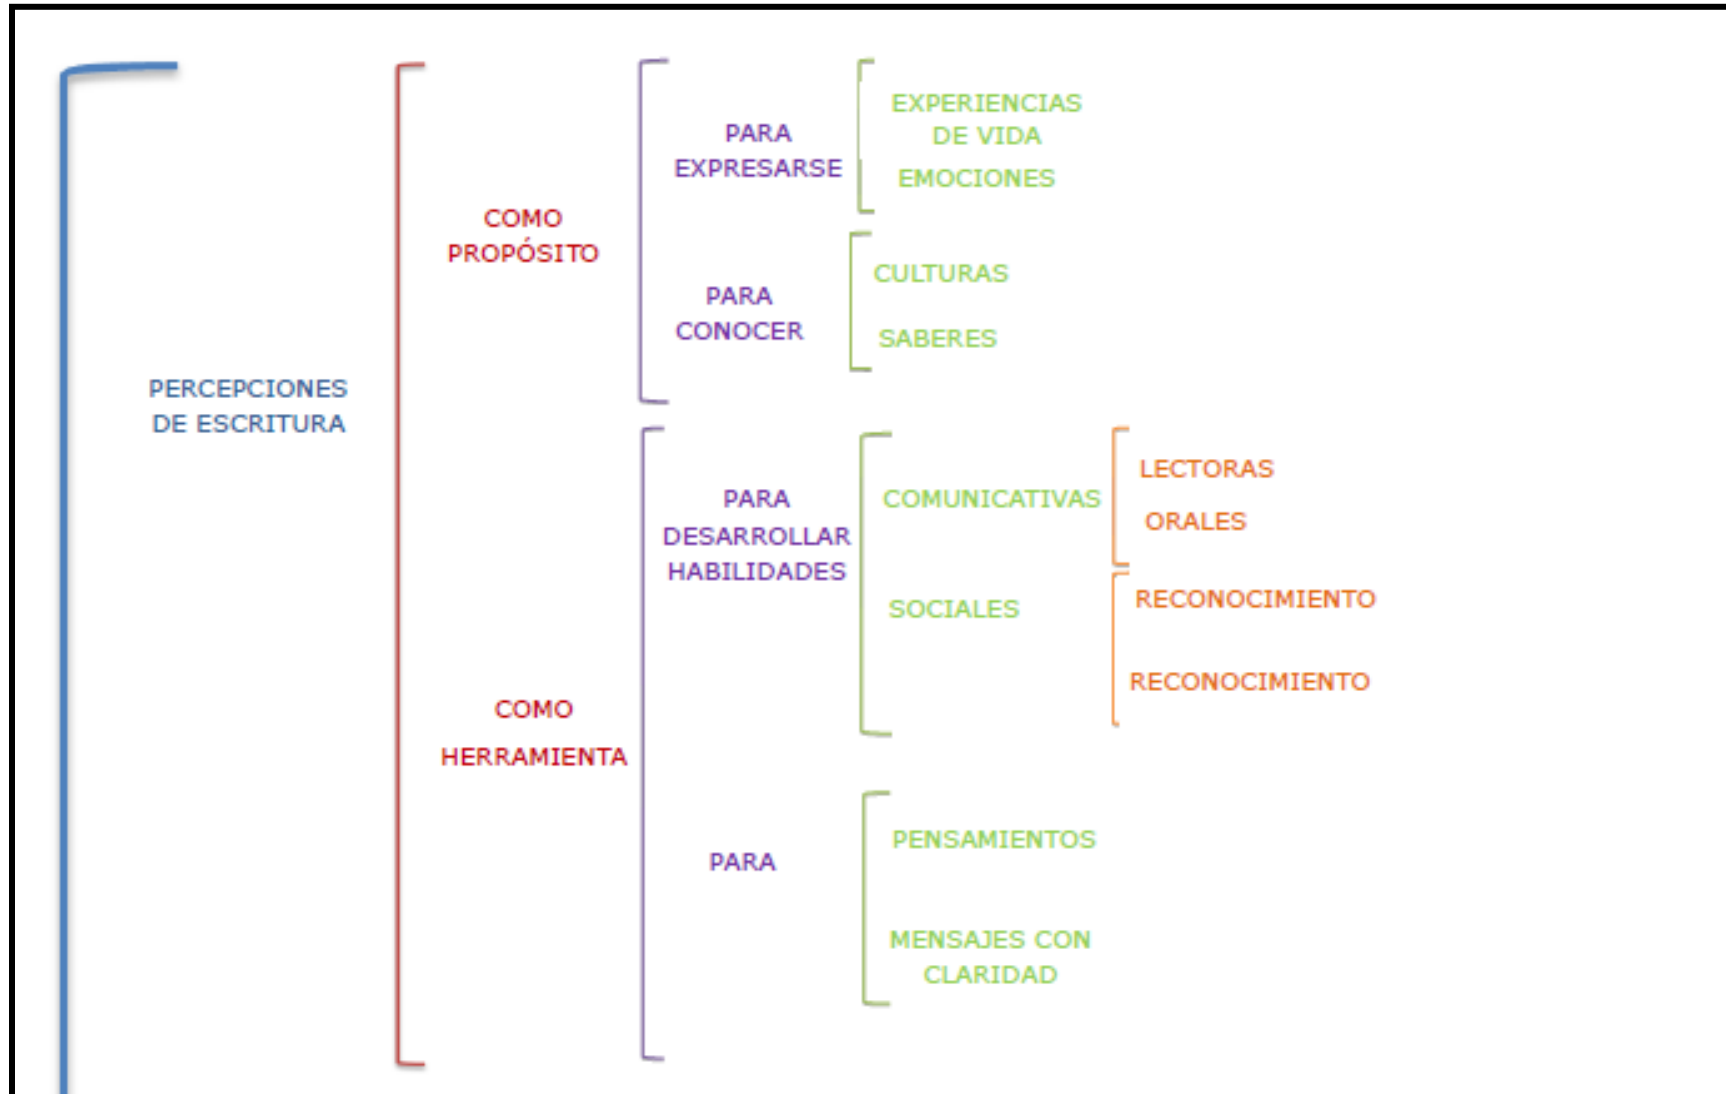 PERCEPCIONES
DE ESCRITURA
COMO
PROPÓSITO
PARA
EXPRESARSE
EXPERIENCIAS
DE VIDA
EMOCIONES
PARA
CONOCER
CULTURAS
SABERES
COMO
HERRAMIENTA
PARA
DESARROLLAR
HABILIDADES
COMUNICATIVAS
LECTORAS
ORALES
SOCIALES
RECONOCIMIENTO
RECONOCIMIENTO
PARA
PENSAMIENTOS
MENSAJES CON
CLARIDAD